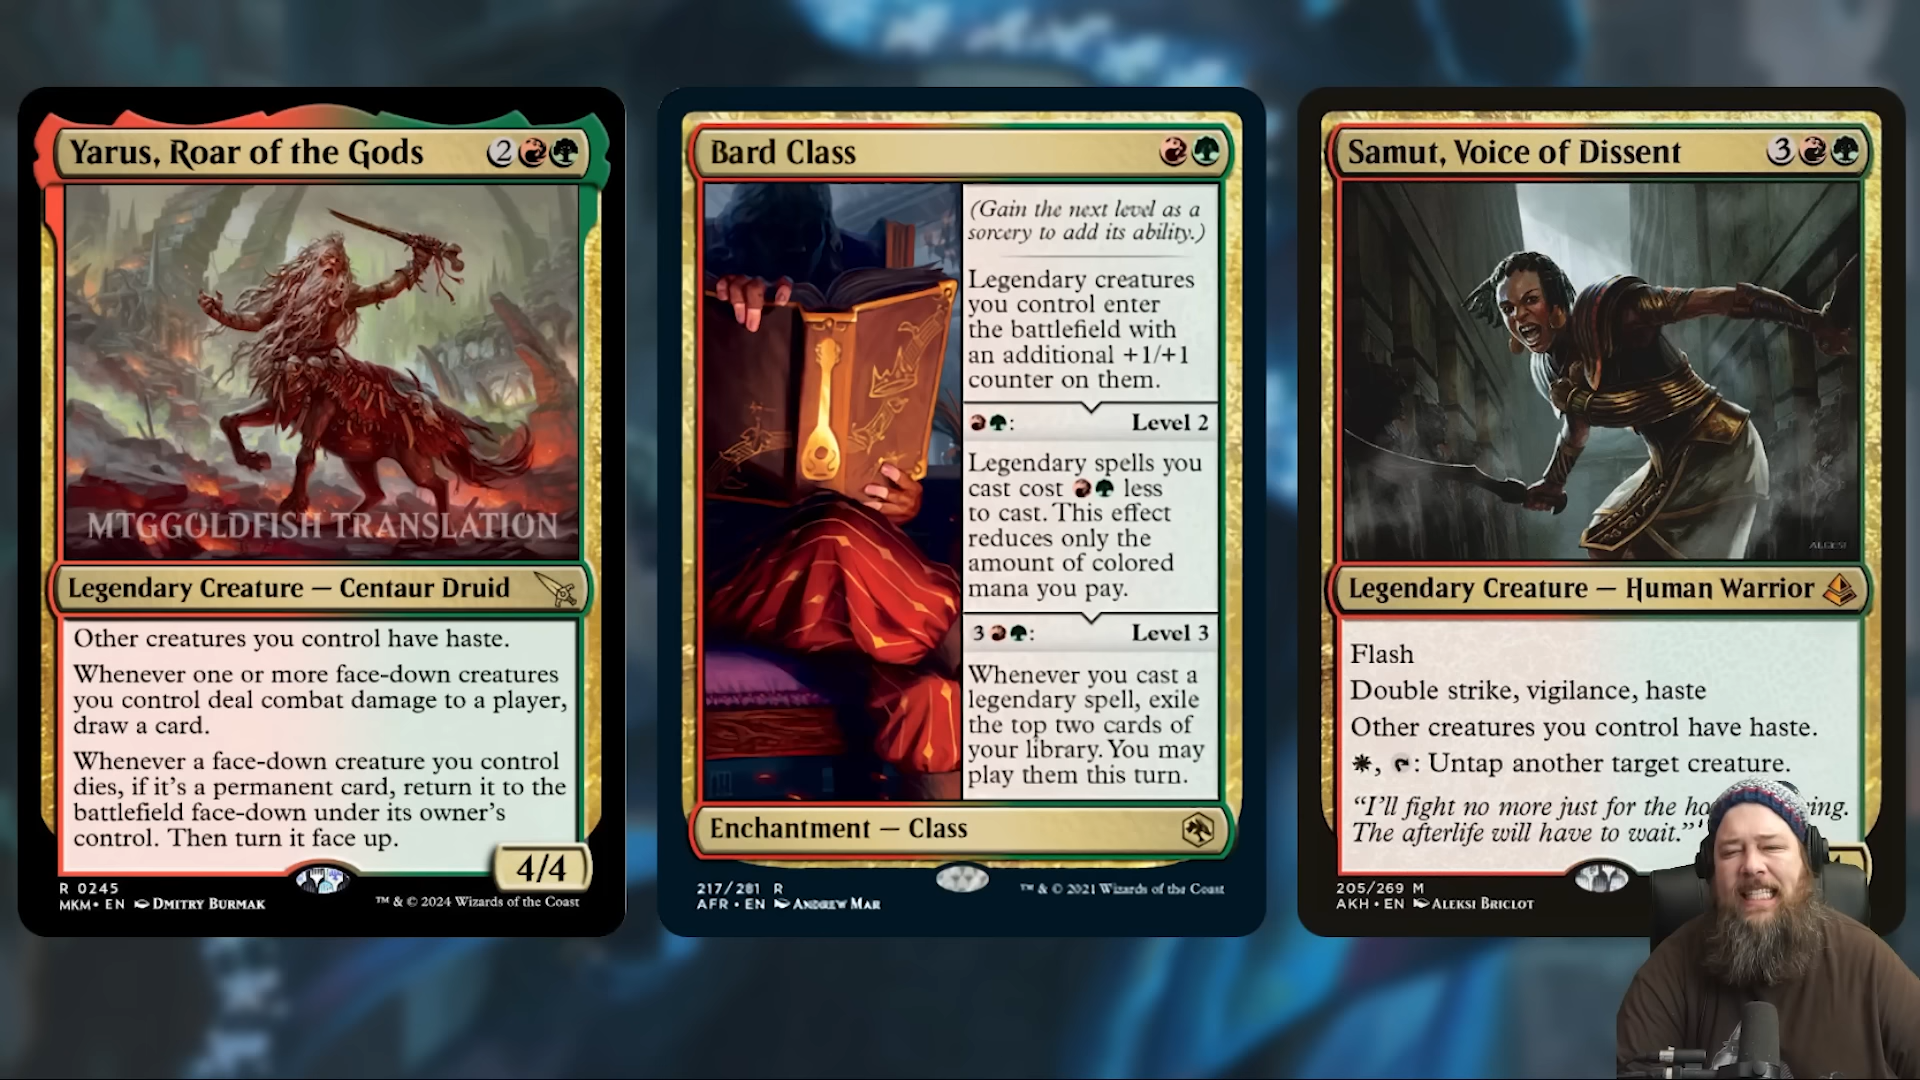 Yarus, Roar of the Gods 2
MTGGOLDFISH TRANSLATION
Legendary Creature — Centaur Druid
Other creatures you control have haste.
Whenever one or more face-down creatures
you control deal combat damage to a player,
draw a card.
Whenever a face-down creature you control
dies, if it's a permanent card, return it to the
battlefield face-down under its owner's
control. Then turn it face up.
4/4
R 0245
MKM • EN DMITRY BURMAK
™ & © 2024 Wizards of the Coast
Bard Class
(Gain the next level as a
sorcery to add its ability.)
Legendary creatures
you control enter
the battlefield with
an additional +1/+1
counter on them.
: Level 2
Legendary spells you
cast cost less
to cast. This effect
reduces only the
amount of colored
mana you pay.
3 : Level 3
Whenever you cast a
legendary spell, exile
the top two cards of
your library. You may
play them this turn.
Enchantment — Class
217/281 R
AFR • EN ANDREW MAR
™ & © 2021 Wizards of the Coast
Samut, Voice of Dissent 3
Legendary Creature — Human Warrior
Flash
Double strike, vigilance, haste
Other creatures you control have haste.
, : Untap another target creature.
"I'll fight no more just for the
The afterlife will have to wait."
205/269 M
AKH • EN ALEKSI BRICLOT